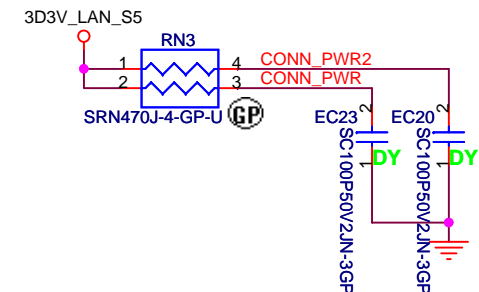 3D3V_LAN_S5
RN3
1
4
CONN_PWR2
2
3
CONN_PWR
SRN470J-4-GP-U
GP
EC23
2
EC20
2
SC100P50V2JN-3GP
DY
SC100P50V2JN-3GP
DY
1
1